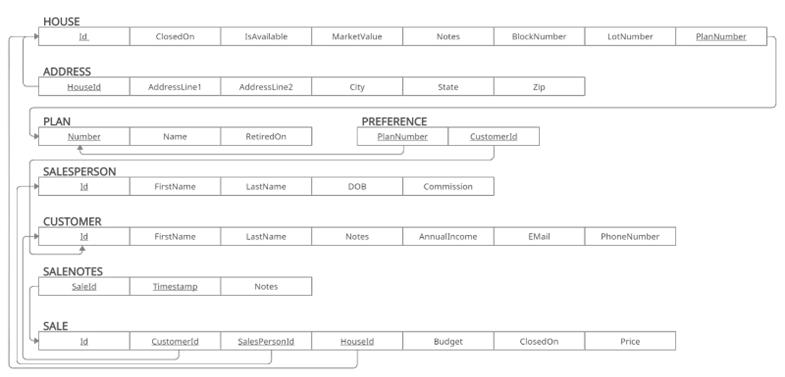 HOUSE
Id ClosedOn IsAvailable MarketValue Notes BlockNumber LotNumber PlanNumber
ADDRESS
HouseId AddressLine1 AddressLine2 City State Zip
PLAN PREFERENCE
Number Name RetiredOn PlanNumber CustomerId
SALESPERSON
Id FirstName LastName DOB Commission
CUSTOMER
Id FirstName LastName Notes AnnualIncome EMail PhoneNumber
SALENOTES
SaleId Timestamp Notes
SALE
Id CustomerId SalesPersonId HouseId Budget ClosedOn Price